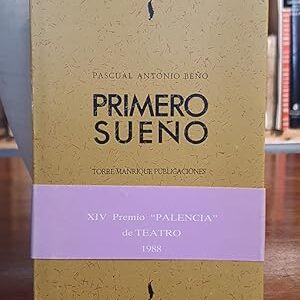 PASCUAL ANTONIO BEÑO
PRIMERO
SUEÑO
TORRE MANRIQUE PUBLICACIONES
XIV Premio "PALENCIA"
de TEATRO
1988